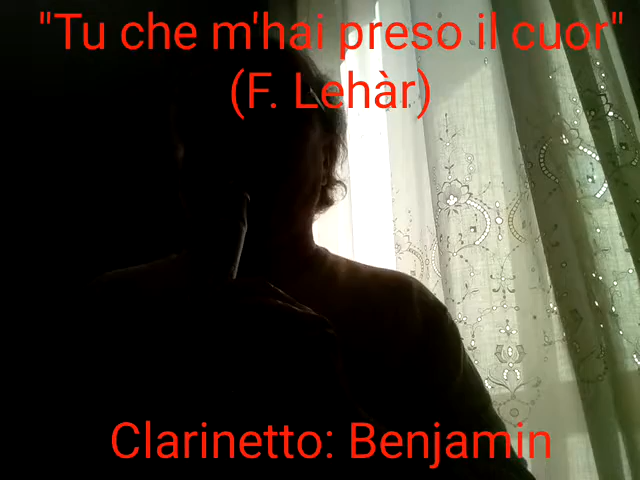 "Tu che m'hai preso il cuor"
(F. Lehàr)
Clarinetto: Benjamin